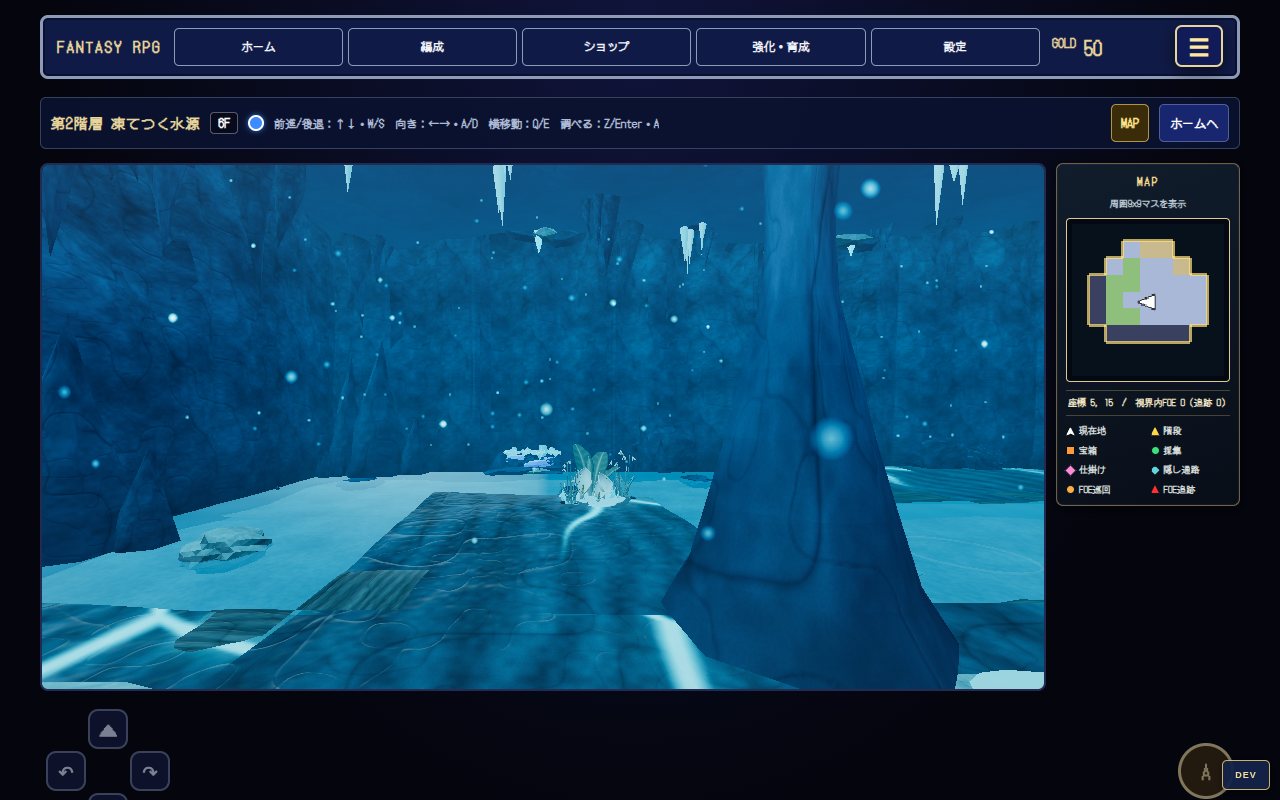 FANTASY RPG
ホーム
編成
ショップ
強化・育成
設定
GOLD 50
第2階層 凍てつく水源
6F
前進/後退：↑↓・W/S 向き：←→・A/D 横移動：Q/E 調べる：Z/Enter・A
MAP
ホームへ
MAP
周囲9x9マスを表示
座標 5, 15 / 視界内FOE 0 (追跡 0)
現在地
階段
宝箱
採集
仕掛け
隠し通路
FOE巡回
FOE追跡
A
DEV